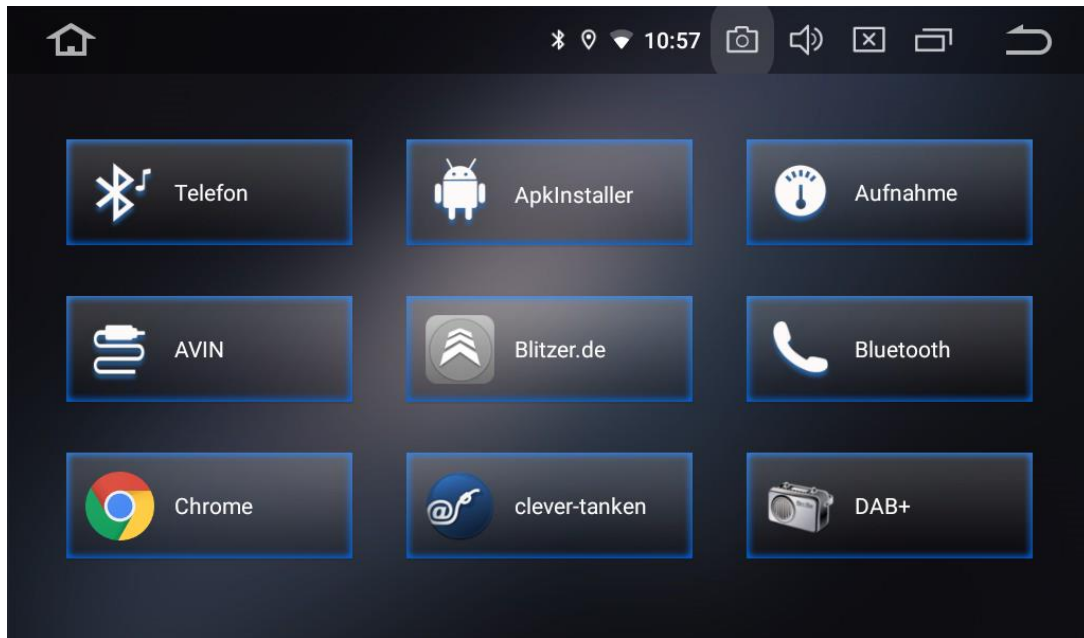 10:57
Telefon
ApkInstaller
Aufnahme
AVIN
Blitzer.de
Bluetooth
Chrome
clever-tanken
DAB+